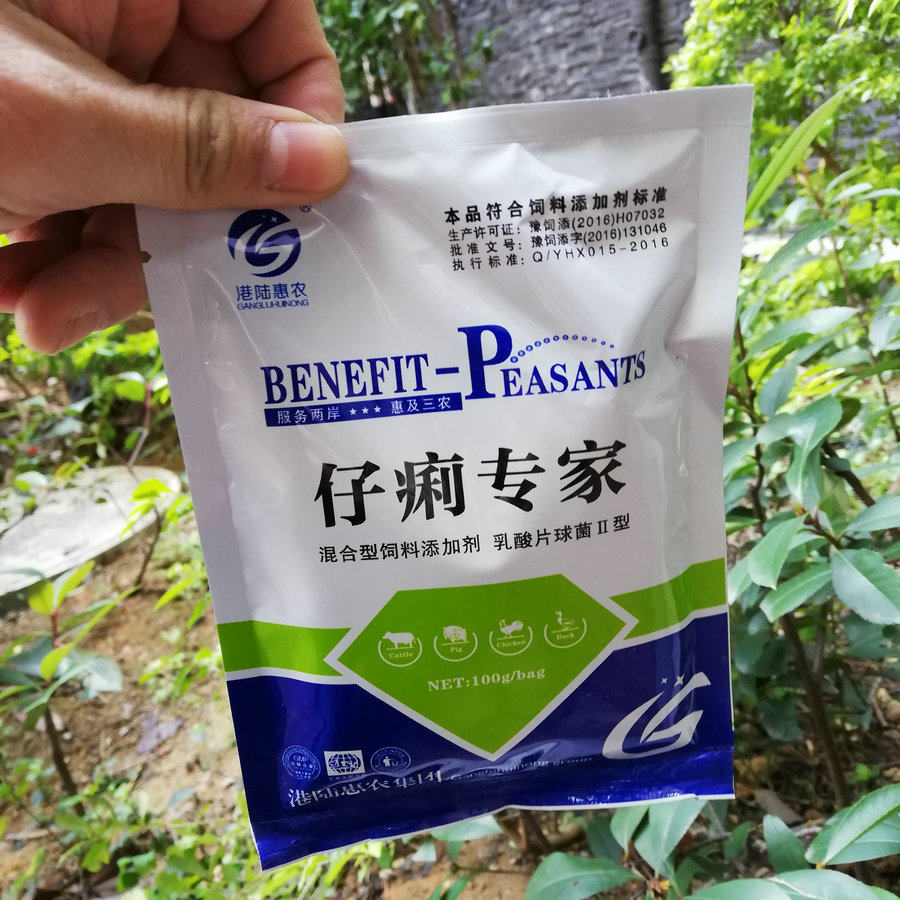 ®
本品符合饲料添加剂标准
生产许可证：豫饲添(2016)H07032
批准文号：豫饲添字(2016)131046
执行标准：Q/YHX015-2016
港陆惠农
GANGLUHUINONG
BENEFIT-PEASANTS
服务两岸 ★★★ 惠及三农
仔痢专家
混合型饲料添加剂 乳酸片球菌II型
Cattle
Pig
Chicken
Duck
NET:100g/bag
GMP
港陆惠农集团